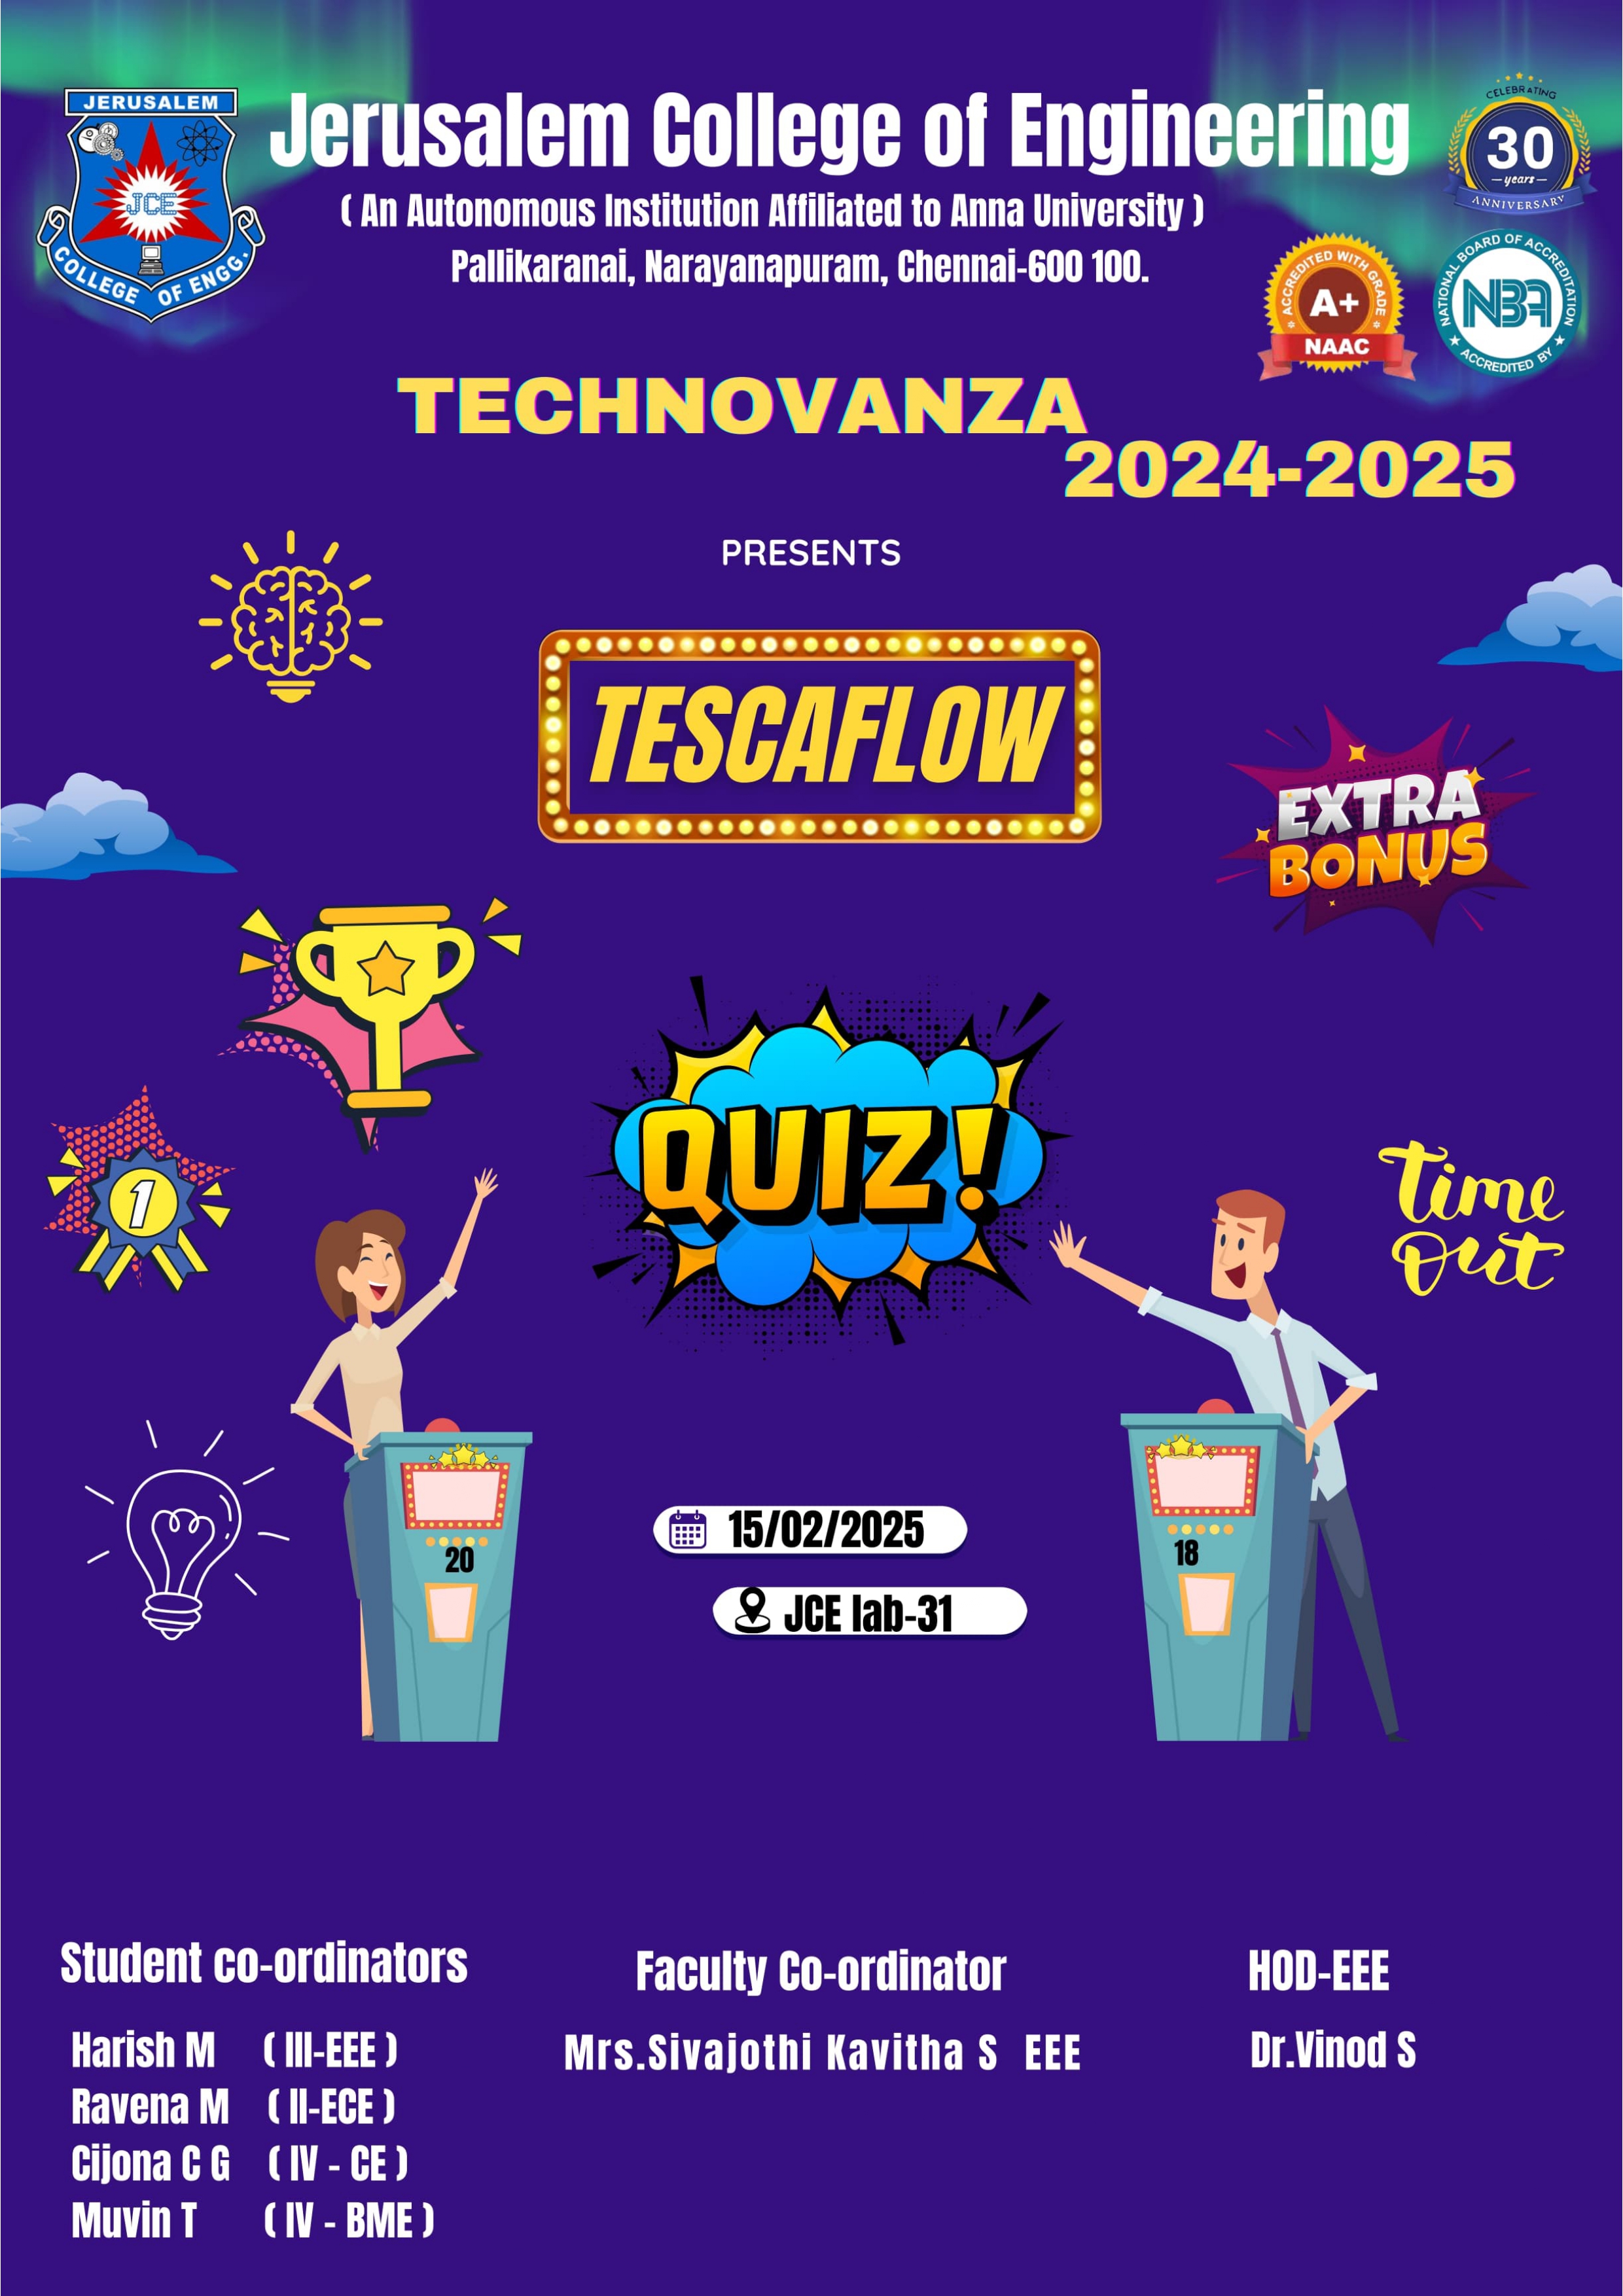 JERUSALEM
JCE
COLLEGE OF ENGG.
Jerusalem College of Engineering
( An Autonomous Institution Affiliated to Anna University )
Pallikaranai, Narayanapuram, Chennai-600 100.
CELEBRATING
30
years
ANNIVERSARY
ACCREDITED WITH GRADE
A+
NAAC
NATIONAL BOARD OF ACCREDITATION
NBA
ACCREDITED BY
TECHNOVANZA
2024-2025
PRESENTS
TESCAFLOW
EXTRA
BONUS
QUIZ!
1
time
out
20
18
15/02/2025
JCE lab-31
Student co-ordinators
Harish M ( III-EEE )
Ravena M ( II-ECE )
Cijona C G ( IV - CE )
Muvin T ( IV - BME )
Faculty Co-ordinator
Mrs.Sivajothi Kavitha S EEE
HOD-EEE
Dr.Vinod S